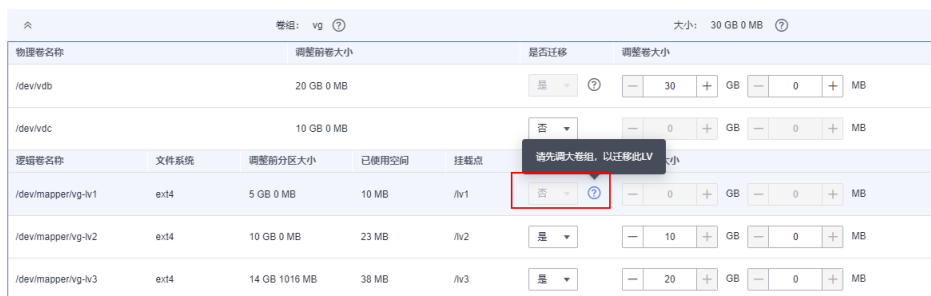 卷组： vg ? 大小： 30 GB 0 MB ?
物理卷名称 调整前卷大小 是否迁移 调整卷大小
/dev/vdb 20 GB 0 MB 是 ? — 30 + GB — 0 + MB
/dev/vdc 10 GB 0 MB 否 — 0 + GB — 0 + MB
请先调大卷组，以迁移此LV
逻辑卷名称 文件系统 调整前分区大小 已使用空间 挂载点 大小
/dev/mapper/vg-lv1 ext4 5 GB 0 MB 10 MB /lv1 否 ? — 0 + GB — 0 + MB
/dev/mapper/vg-lv2 ext4 10 GB 0 MB 23 MB /lv2 是 — 10 + GB — 0 + MB
/dev/mapper/vg-lv3 ext4 14 GB 1016 MB 38 MB /lv3 是 — 20 + GB — 0 + MB